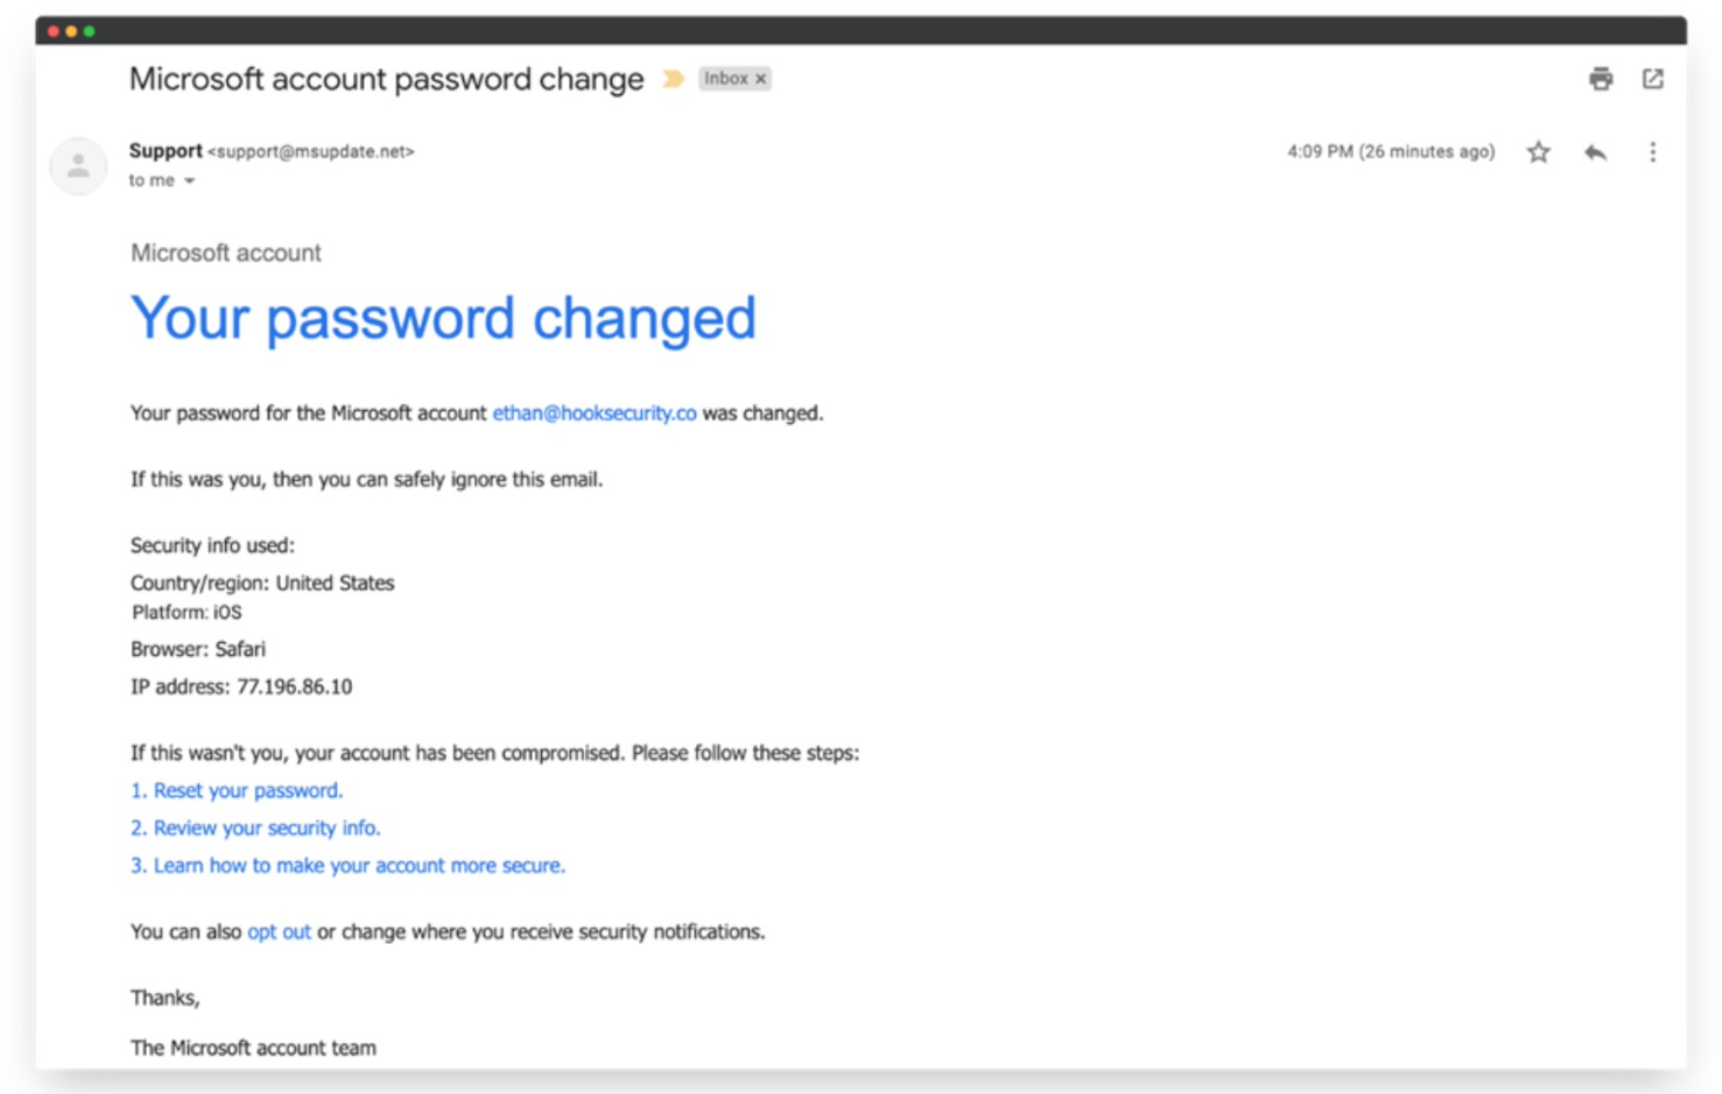 Microsoft account password change Inbox x
Support <support@msupdate.net> 4:09 PM (26 minutes ago)
to me
Microsoft account
Your password changed
Your password for the Microsoft account ethan@hooksecurity.co was changed.
If this was you, then you can safely ignore this email.
Security info used:
Country/region: United States
Platform: iOS
Browser: Safari
IP address: 77.196.86.10
If this wasn't you, your account has been compromised. Please follow these steps:
1. Reset your password.
2. Review your security info.
3. Learn how to make your account more secure.
You can also opt out or change where you receive security notifications.
Thanks,
The Microsoft account team